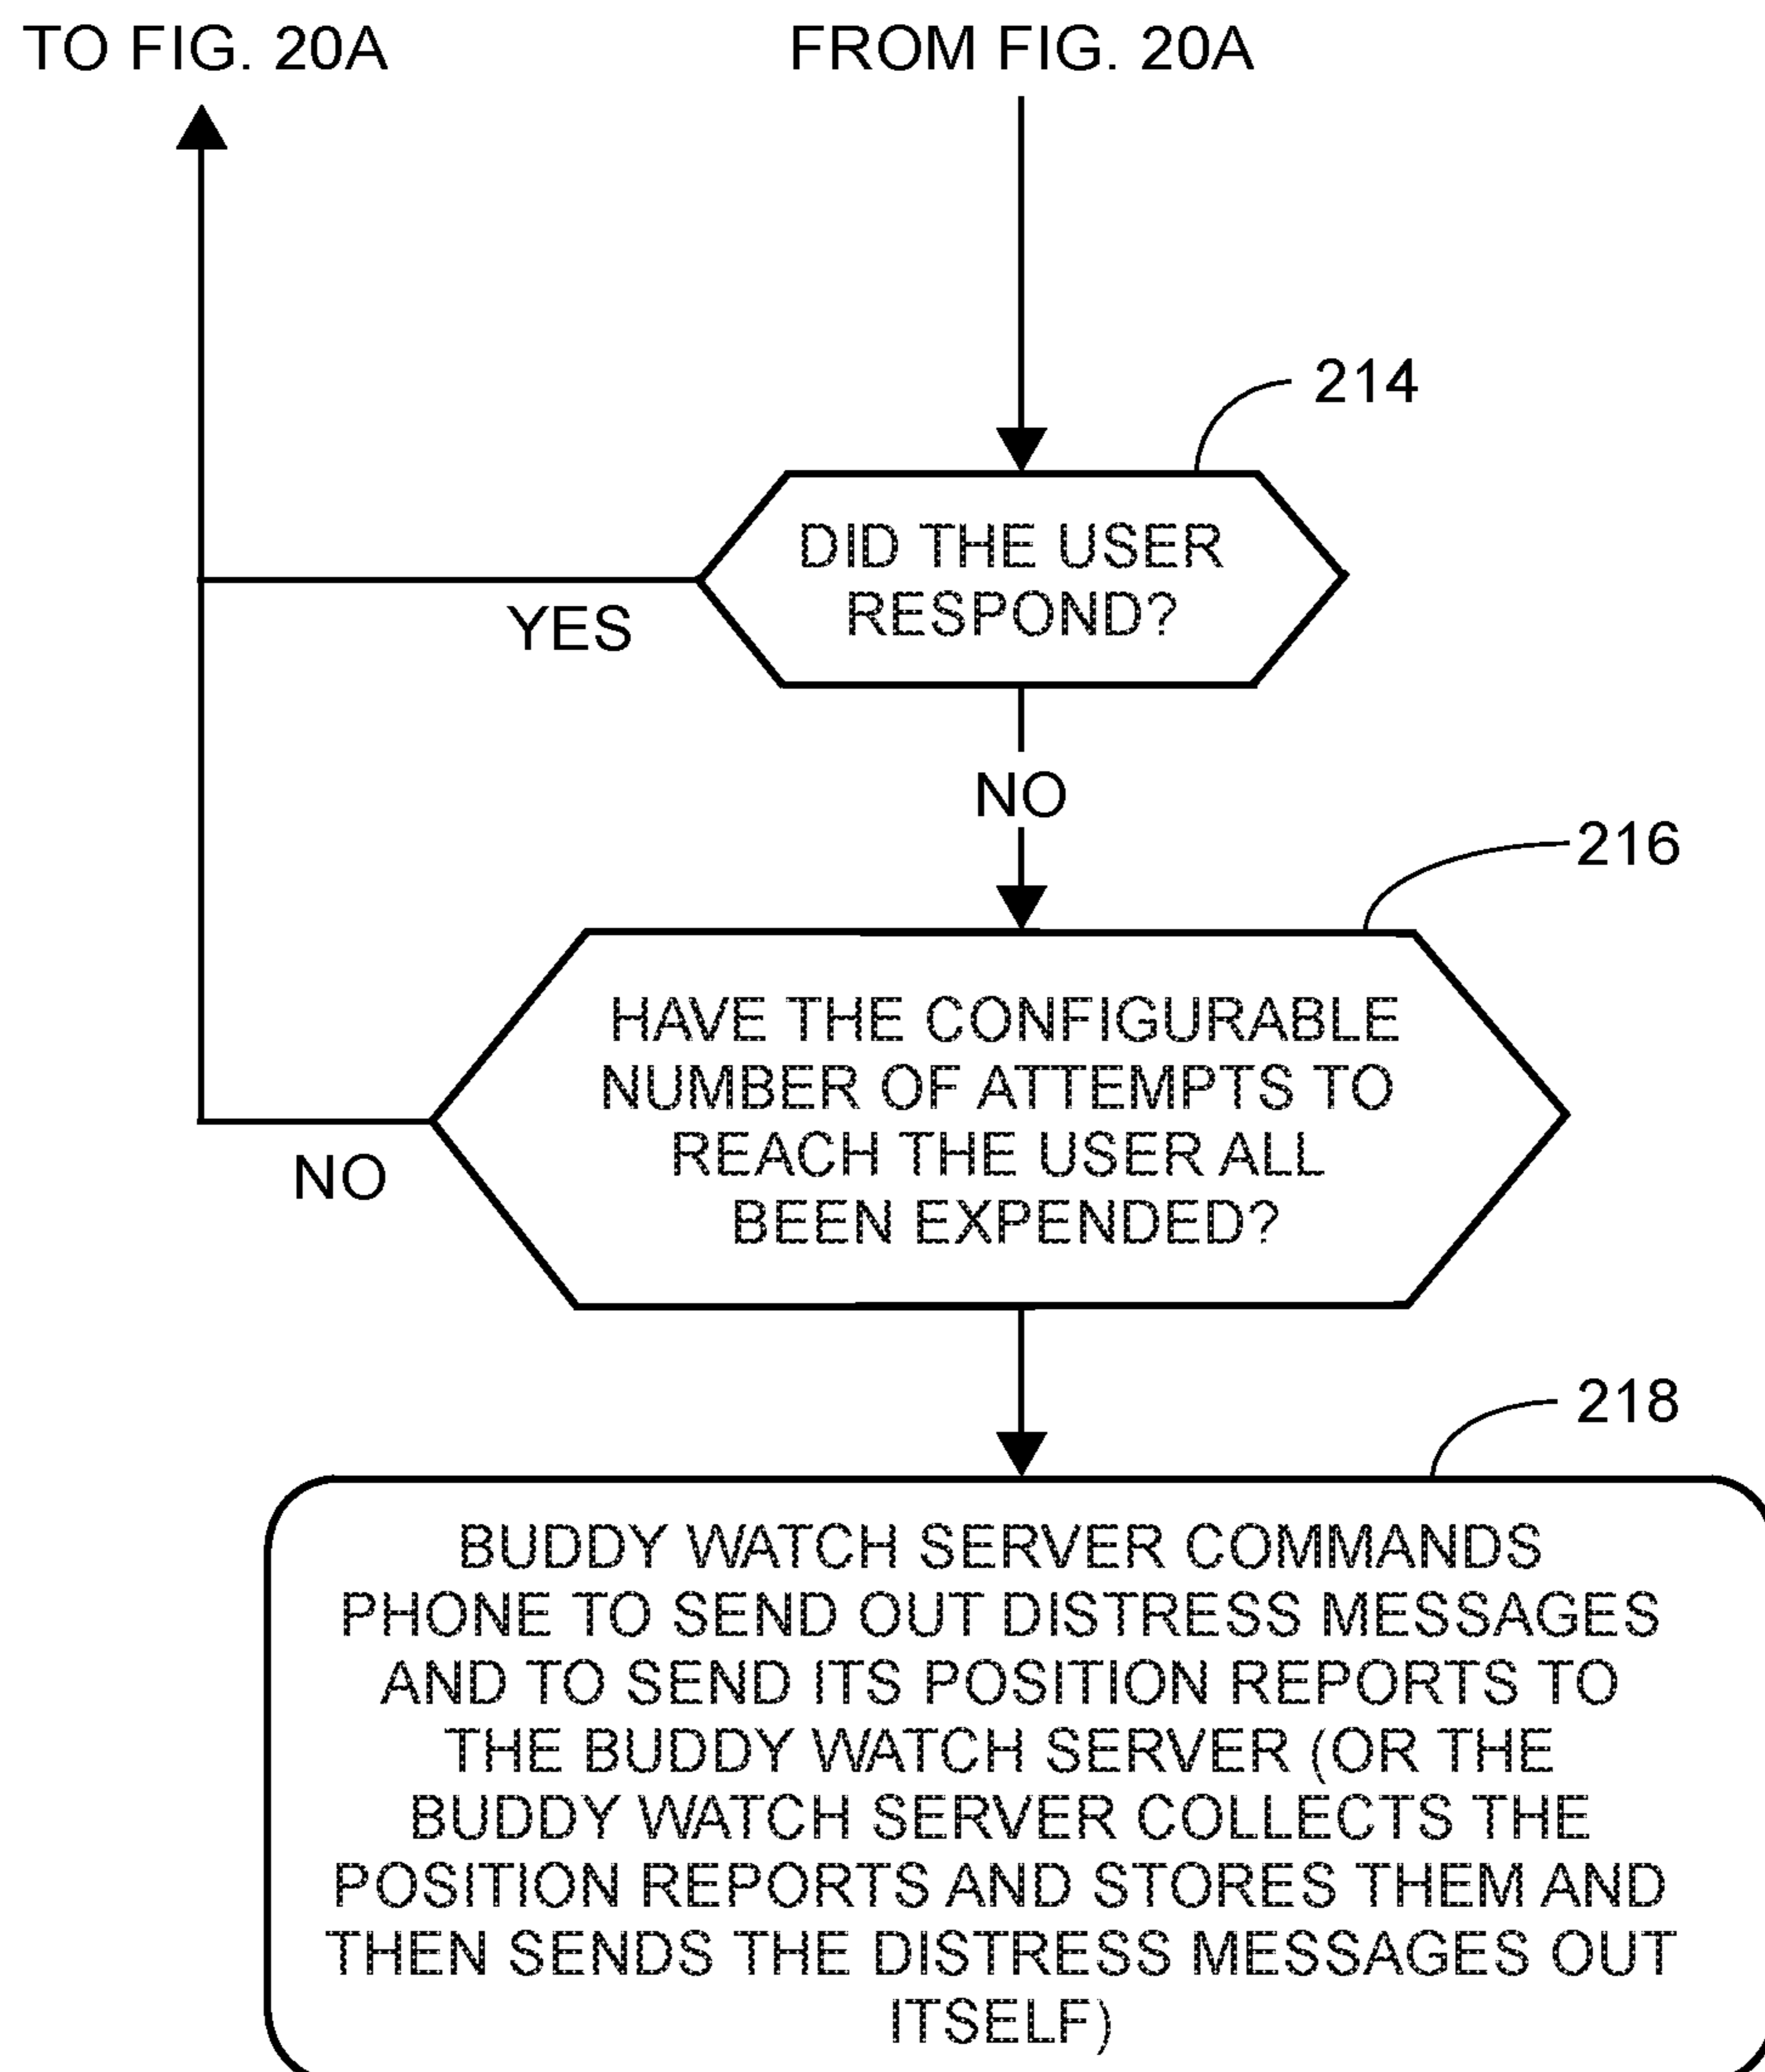 TO FIG. 20A
FROM FIG. 20A
214
DID THE USER
RESPOND?
YES
NO
216
HAVE THE CONFIGURABLE
NUMBER OF ATTEMPTS TO
REACH THE USER ALL
BEEN EXPENDED?
NO
218
BUDDY WATCH SERVER COMMANDS
PHONE TO SEND OUT DISTRESS MESSAGES
AND TO SEND ITS POSITION REPORTS TO
THE BUDDY WATCH SERVER (OR THE
BUDDY WATCH SERVER COLLECTS THE
POSITION REPORTS AND STORES THEM AND
THEN SENDS THE DISTRESS MESSAGES OUT
ITSELF)